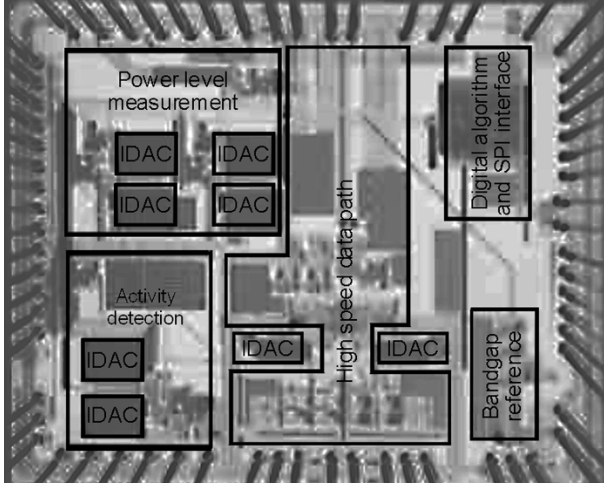 Power level
measurement
IDAC
IDAC
IDAC
IDAC
Activity
detection
IDAC
IDAC
High speed data path
IDAC
IDAC
Digital algorithm
and SPI interface
Bandgap
reference